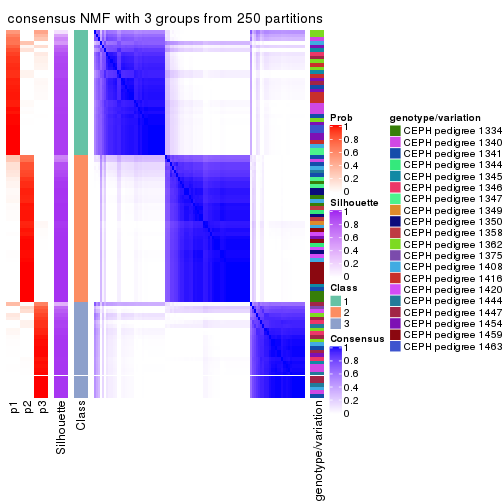 consensus NMF with 3 groups from 250 partitions
p1
p2
p3
Silhouette
Class
genotype/variation
Prob
1
0.8
0.6
0.4
0.2
0
Silhouette
1
0.8
0.6
0.4
0.2
0
Class
1
2
3
Consensus
1
0.8
0.6
0.4
0.2
0
genotype/variation
CEPH pedigree 1334
CEPH pedigree 1340
CEPH pedigree 1341
CEPH pedigree 1344
CEPH pedigree 1345
CEPH pedigree 1346
CEPH pedigree 1347
CEPH pedigree 1349
CEPH pedigree 1350
CEPH pedigree 1358
CEPH pedigree 1362
CEPH pedigree 1375
CEPH pedigree 1408
CEPH pedigree 1416
CEPH pedigree 1420
CEPH pedigree 1444
CEPH pedigree 1447
CEPH pedigree 1454
CEPH pedigree 1459
CEPH pedigree 1463